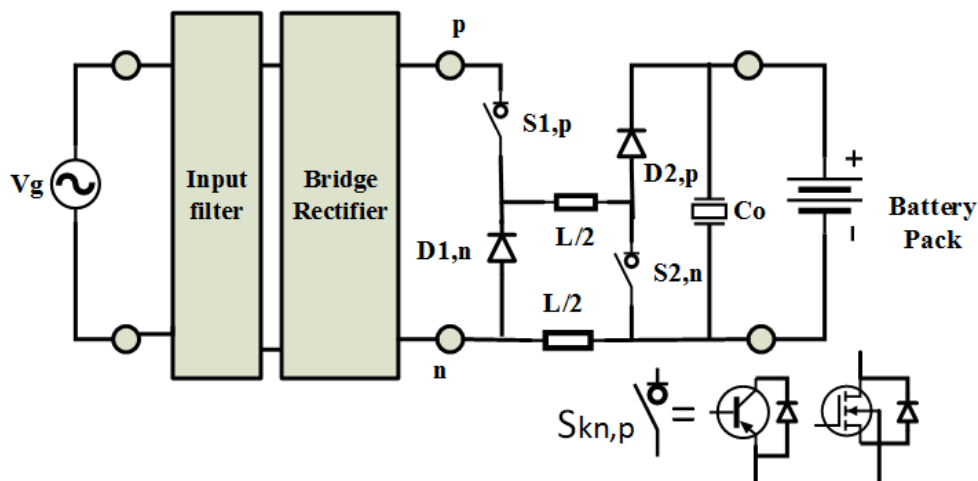 p
S1,p
Vg
Input
filter
Bridge
Rectifier
D2,p
L/2
Co
+
Battery
Pack
-
D1,n
S2,n
L/2
n
Skn,p
=